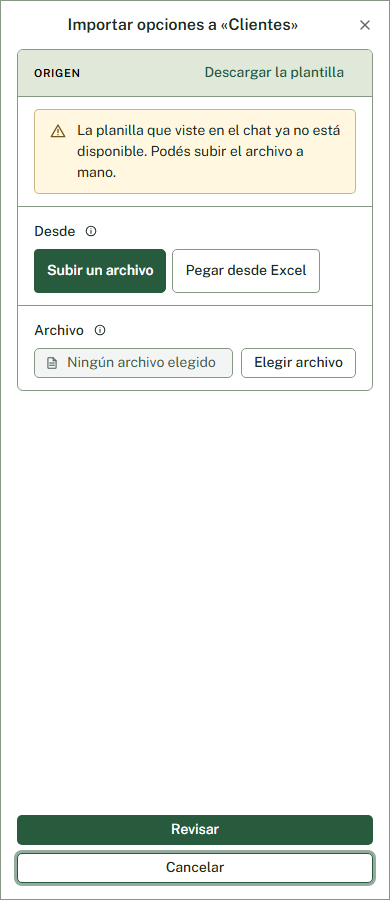 Importar opciones a «Clientes»
ORIGEN
Descargar la plantilla
La planilla que viste en el chat ya no está
disponible. Podés subir el archivo a
mano.
Desde
Subir un archivo
Pegar desde Excel
Archivo
Ningún archivo elegido
Elegir archivo
Revisar
Cancelar